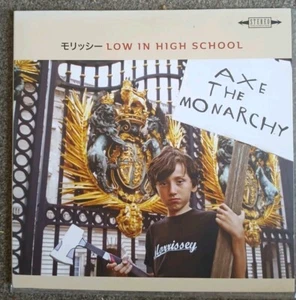 STEREO
モリッシー LOW IN HIGH SCHOOL
AXE
THE
MONARCHY
Morrissey